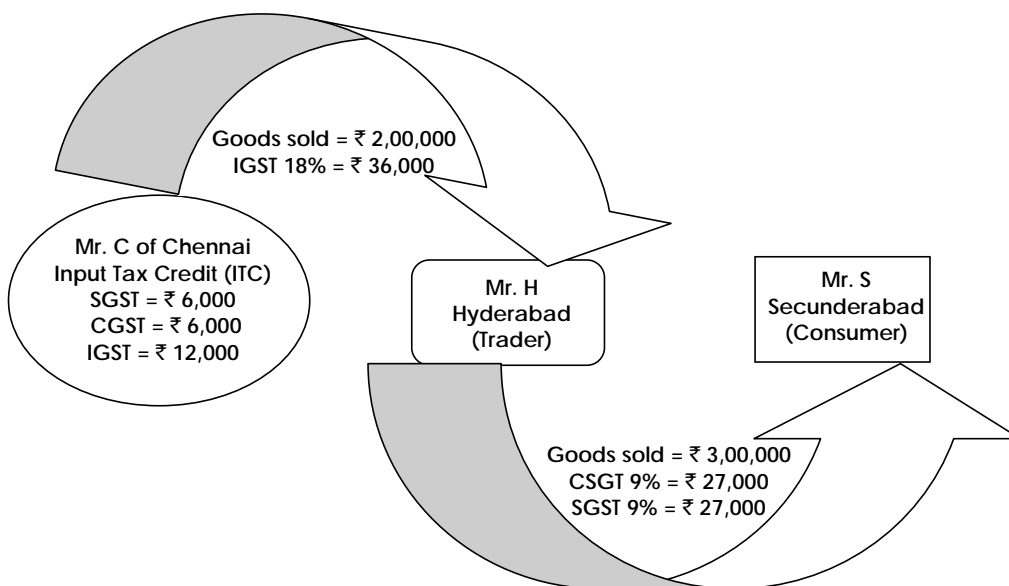 Goods sold = ₹ 2,00,000
IGST 18% = ₹ 36,000
Mr. C of Chennai
Input Tax Credit (ITC)
SGST = ₹ 6,000
CGST = ₹ 6,000
IGST = ₹ 12,000
Mr. H
Hyderabad
(Trader)
Mr. S
Secunderabad
(Consumer)
Goods sold = ₹ 3,00,000
CSGT 9% = ₹ 27,000
SGST 9% = ₹ 27,000